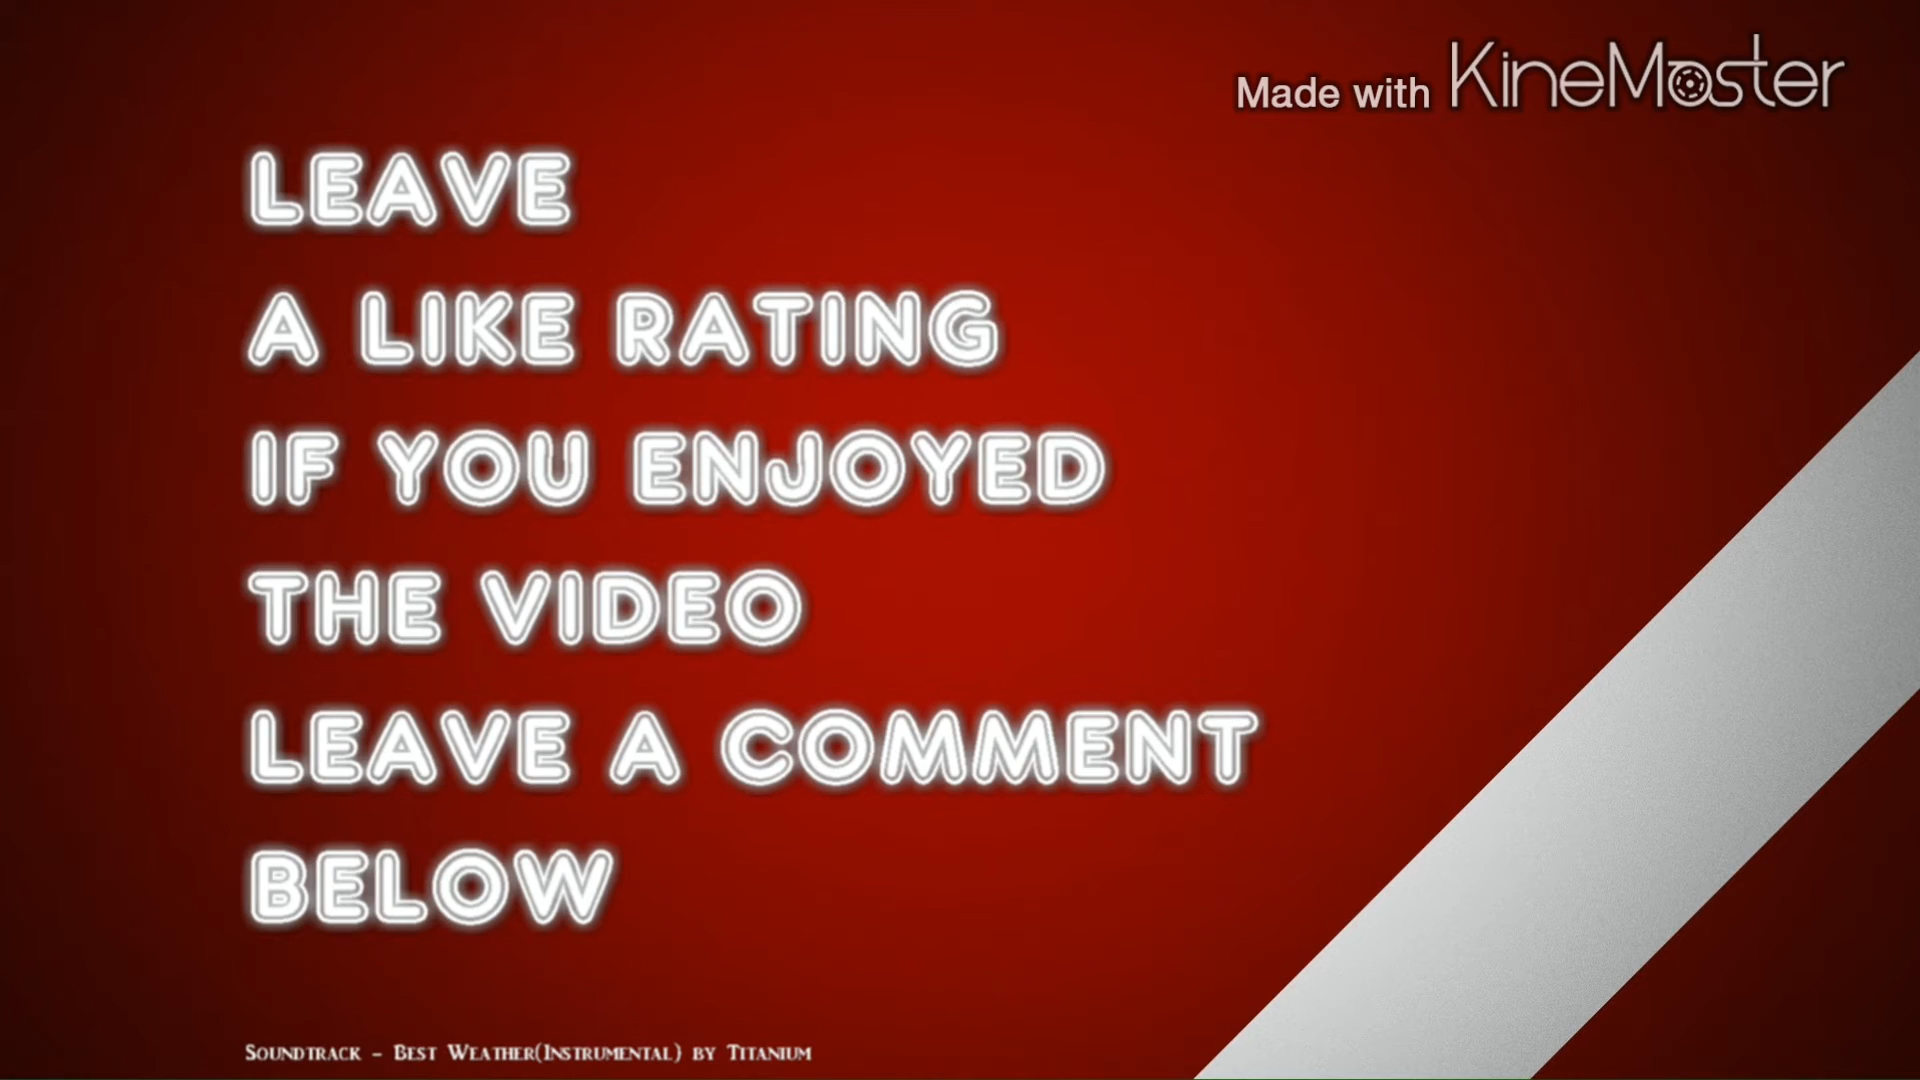 Made with KineMaster
LEAVE
A LIKE RATING
IF YOU ENJOYED
THE VIDEO
LEAVE A COMMENT
BELOW
Soundtrack - Best Weather(Instrumental) by Titanium